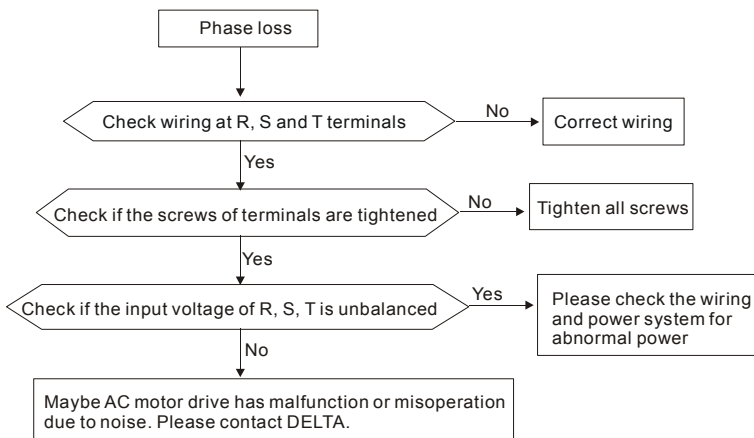 Phase loss
Check wiring at R, S and T terminals
No
Correct wiring
Yes
Check if the screws of terminals are tightened
No
Tighten all screws
Yes
Check if the input voltage of R, S, T is unbalanced
Yes
Please check the wiring
and power system for
abnormal power
No
Maybe AC motor drive has malfunction or misoperation
due to noise. Please contact DELTA.